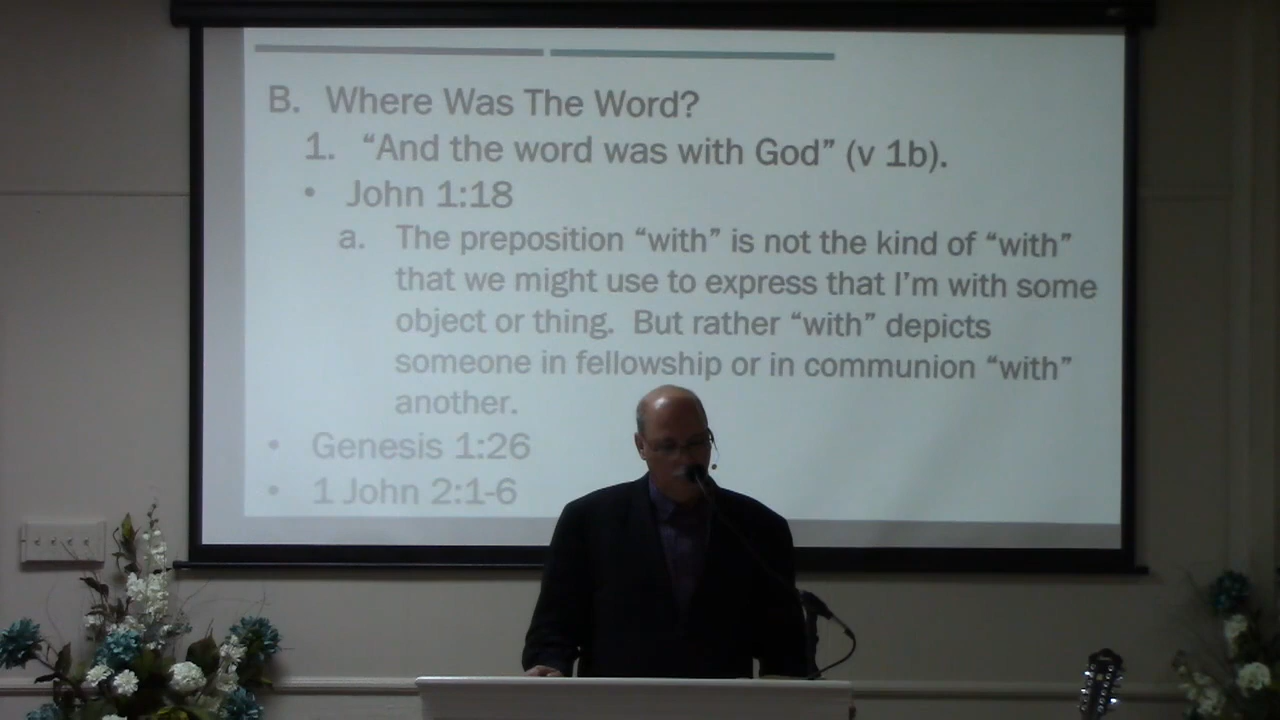 B. Where Was The Word?
1. “And the word was with God” (v 1b).
• John 1:18
a. The preposition “with” is not the kind of “with”
that we might use to express that I’m with some
object or thing. But rather “with” depicts
someone in fellowship or in communion “with”
another.
• Genesis 1:26
• 1 John 2:1-6